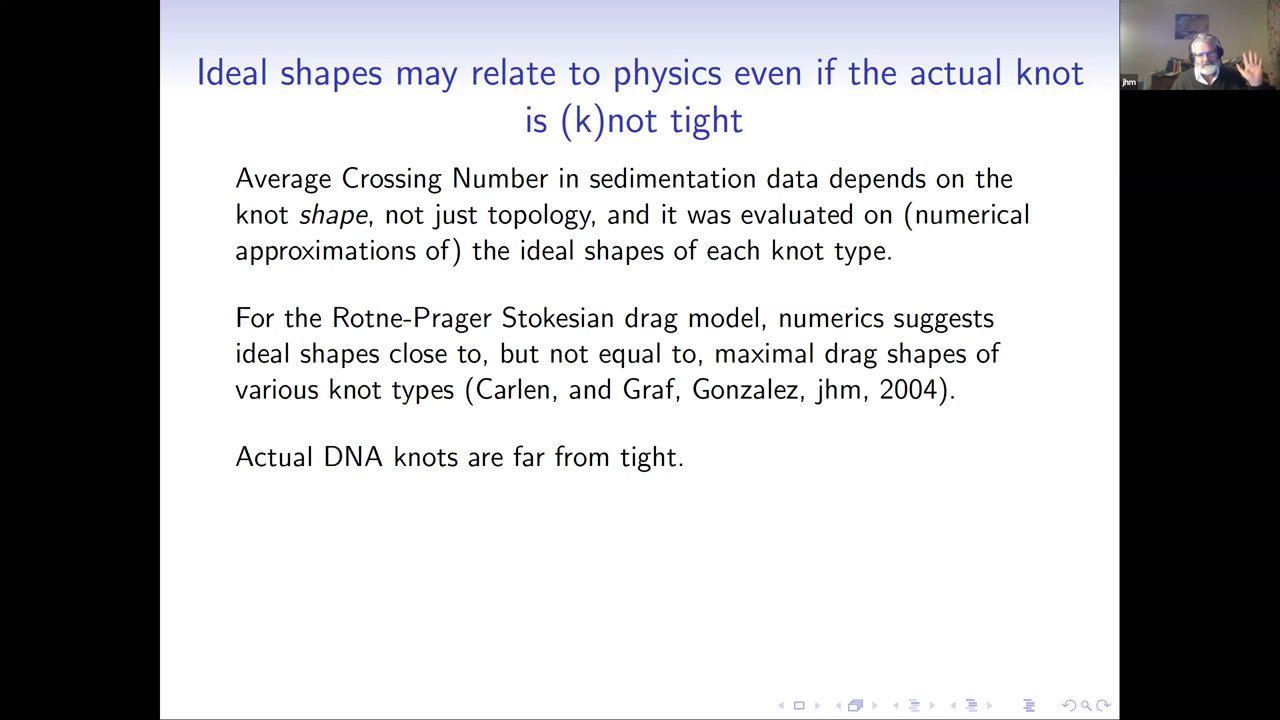 Ideal shapes may relate to physics even if the actual knot
is (k)not tight
jhm
Average Crossing Number in sedimentation data depends on the
knot shape, not just topology, and it was evaluated on (numerical
approximations of) the ideal shapes of each knot type.
For the Rotne-Prager Stokesian drag model, numerics suggests
ideal shapes close to, but not equal to, maximal drag shapes of
various knot types (Carlen, and Graf, Gonzalez, jhm, 2004).
Actual DNA knots are far from tight.